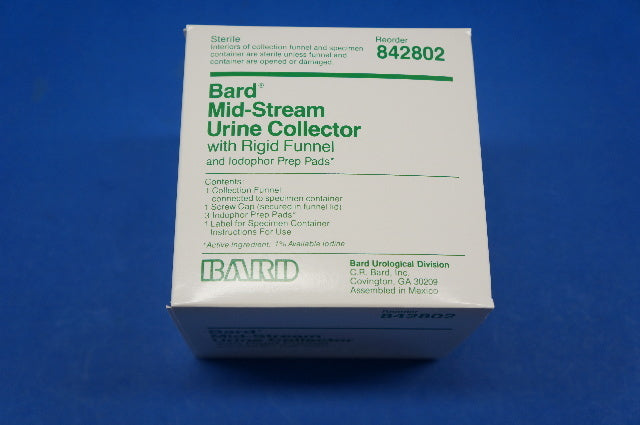 Sterile
Interiors of collection funnel and specimen
container are sterile unless funnel and
container are opened or damaged.
Reorder
842802
Bard®
Mid-Stream
Urine Collector
with Rigid Funnel
and Iodophor Prep Pads*
Contents
1 Collection Funnel
connected to specimen container
1 Screw Cap (secured in funnel lid)
3 Iodophor Prep Pads*
1 Label for Specimen Container
Instructions For Use
*Active Ingredient: 1% Available Iodine
BARD
Bard Urological Division
C.R. Bard, Inc.
Covington, GA 30209
Assembled in Mexico
Reorder
842802
Bard®
Mid-Stream
Urine Collector